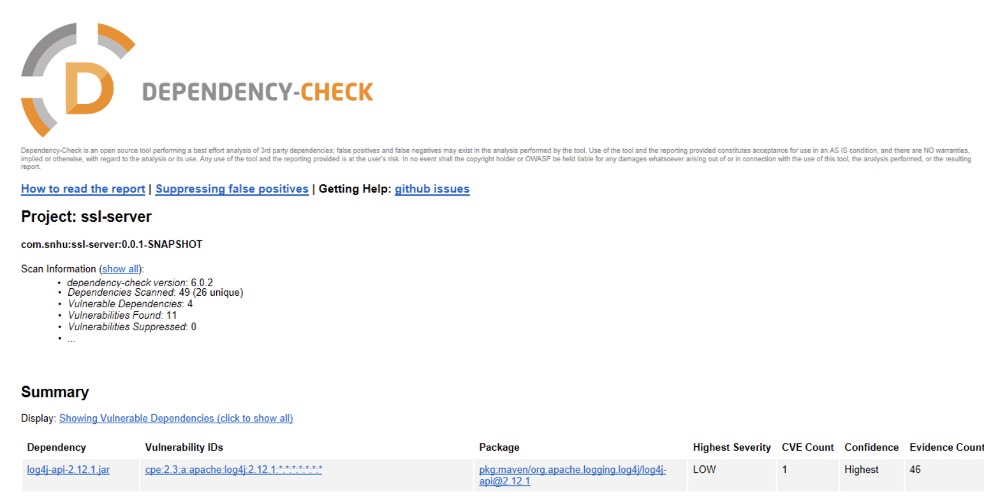 DEPENDENCY-CHECK
Dependency-Check is an open source tool performing a best effort analysis of 3rd party dependencies; false positives and false negatives may exist in the analysis performed by the tool. Use of the tool and the reporting provided constitutes acceptance for use in an AS IS condition, and there are NO warranties,
implied or otherwise, with regard to the analysis or its use. Any use of the tool and the reporting provided is at the user's risk. In no event shall the copyright holder or OWASP be held liable for any damages whatsoever arising out of or in connection with the use of this tool, the analysis performed, or the resulting
report.
How to read the report | Suppressing false positives | Getting Help: github issues
Project: ssl-server
com.snhu:ssl-server:0.0.1-SNAPSHOT
Scan Information (show all):
• dependency-check version: 6.0.2
• Dependencies Scanned: 49 (26 unique)
• Vulnerable Dependencies: 4
• Vulnerabilities Found: 11
• Vulnerabilities Suppressed: 0
• ...
Summary
Display: Showing Vulnerable Dependencies (click to show all)
Dependency Vulnerability IDs Package Highest Severity CVE Count Confidence Evidence Count
log4j-api-2.12.1.jar cpe:2.3:a:apache:log4j:2.12.1:*:*:*:*:*:*:* pkg:maven/org.apache.logging.log4j/log4j- LOW 1 Highest 46
api@2.12.1